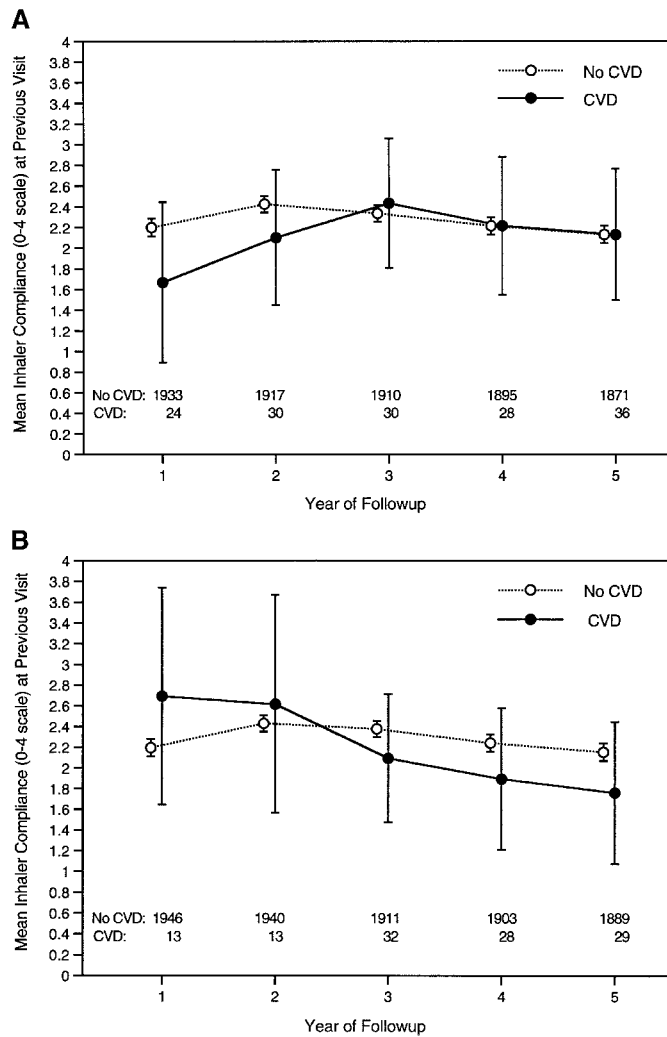 A
Mean Inhaler Compliance (0-4 scale) at Previous Visit
4
3.8
3.6
3.4
3.2
3
2.8
2.6
2.4
2.2
2
1.8
1.6
1.4
1.2
1
0.8
0.6
0.4
0.2
0
No CVD
CVD
No CVD: 1933 1917 1910 1895 1871
CVD: 24 30 30 28 36
1 2 3 4 5
Year of Followup
B
Mean Inhaler Compliance (0-4 scale) at Previous Visit
4
3.8
3.6
3.4
3.2
3
2.8
2.6
2.4
2.2
2
1.8
1.6
1.4
1.2
1
0.8
0.6
0.4
0.2
0
No CVD
CVD
No CVD: 1946 1940 1911 1903 1889
CVD: 13 13 32 28 29
1 2 3 4 5
Year of Followup